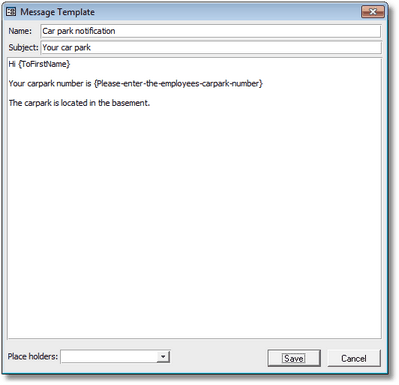 Message Template
Name: Car park notification
Subject: Your car park
Hi {ToFirstName}
Your carpark number is {Please-enter-the-employees-carpark-number}
The carpark is located in the basement.
Place holders: Save Cancel